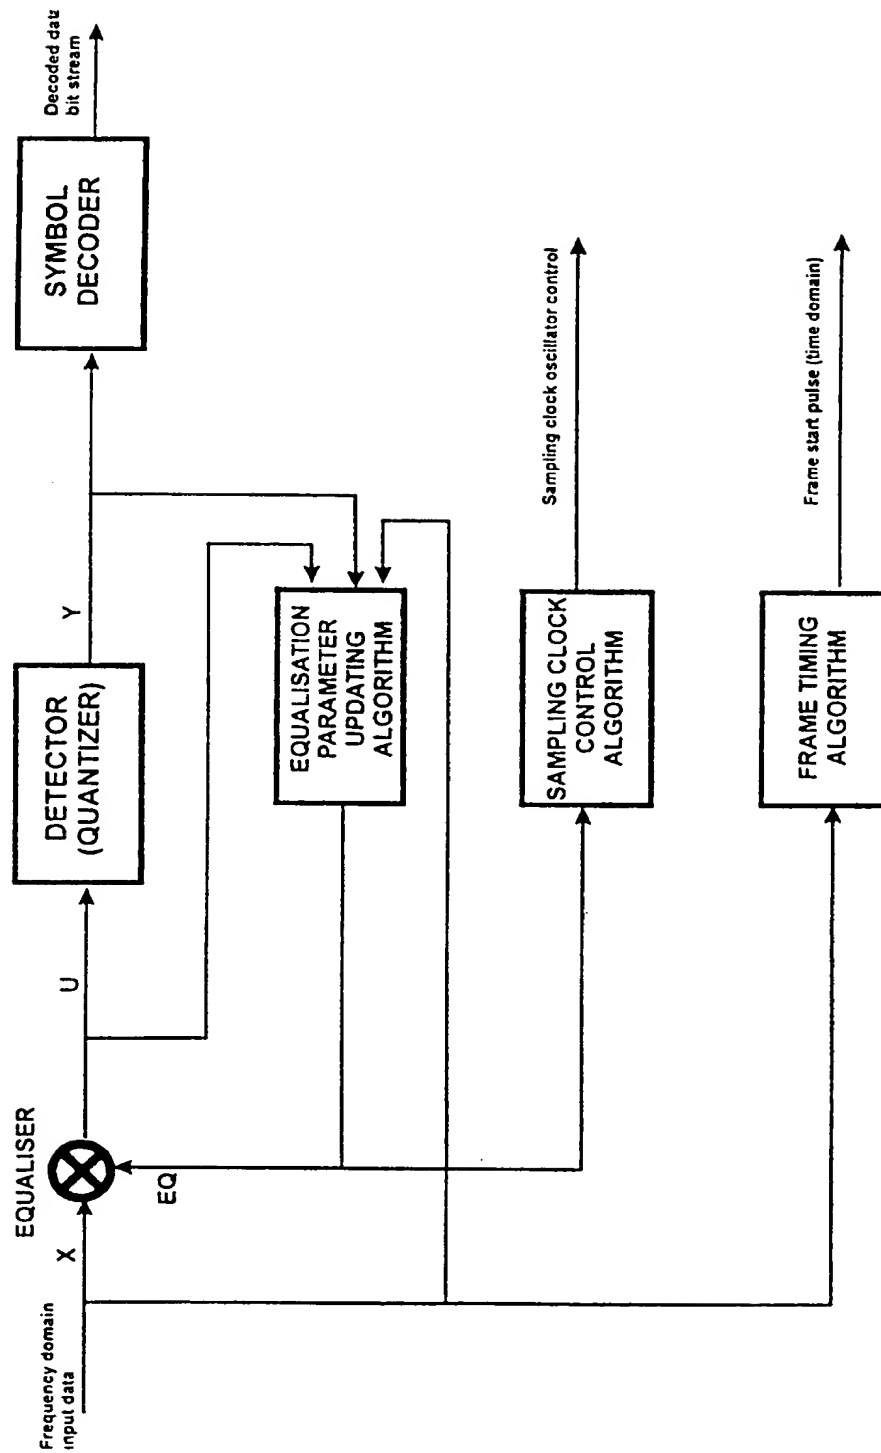 Frequency domain
input data
X
EQUALISER
EQ
U
DETECTOR
(QUANTIZER)
Y
SYMBOL
DECODER
Decoded data
bit stream
EQUALISATION
PARAMETER
UPDATING
ALGORITHM
SAMPLING CLOCK
CONTROL
ALGORITHM
Sampling clock oscillator control
FRAME TIMING
ALGORITHM
Frame start pulse (time domain)